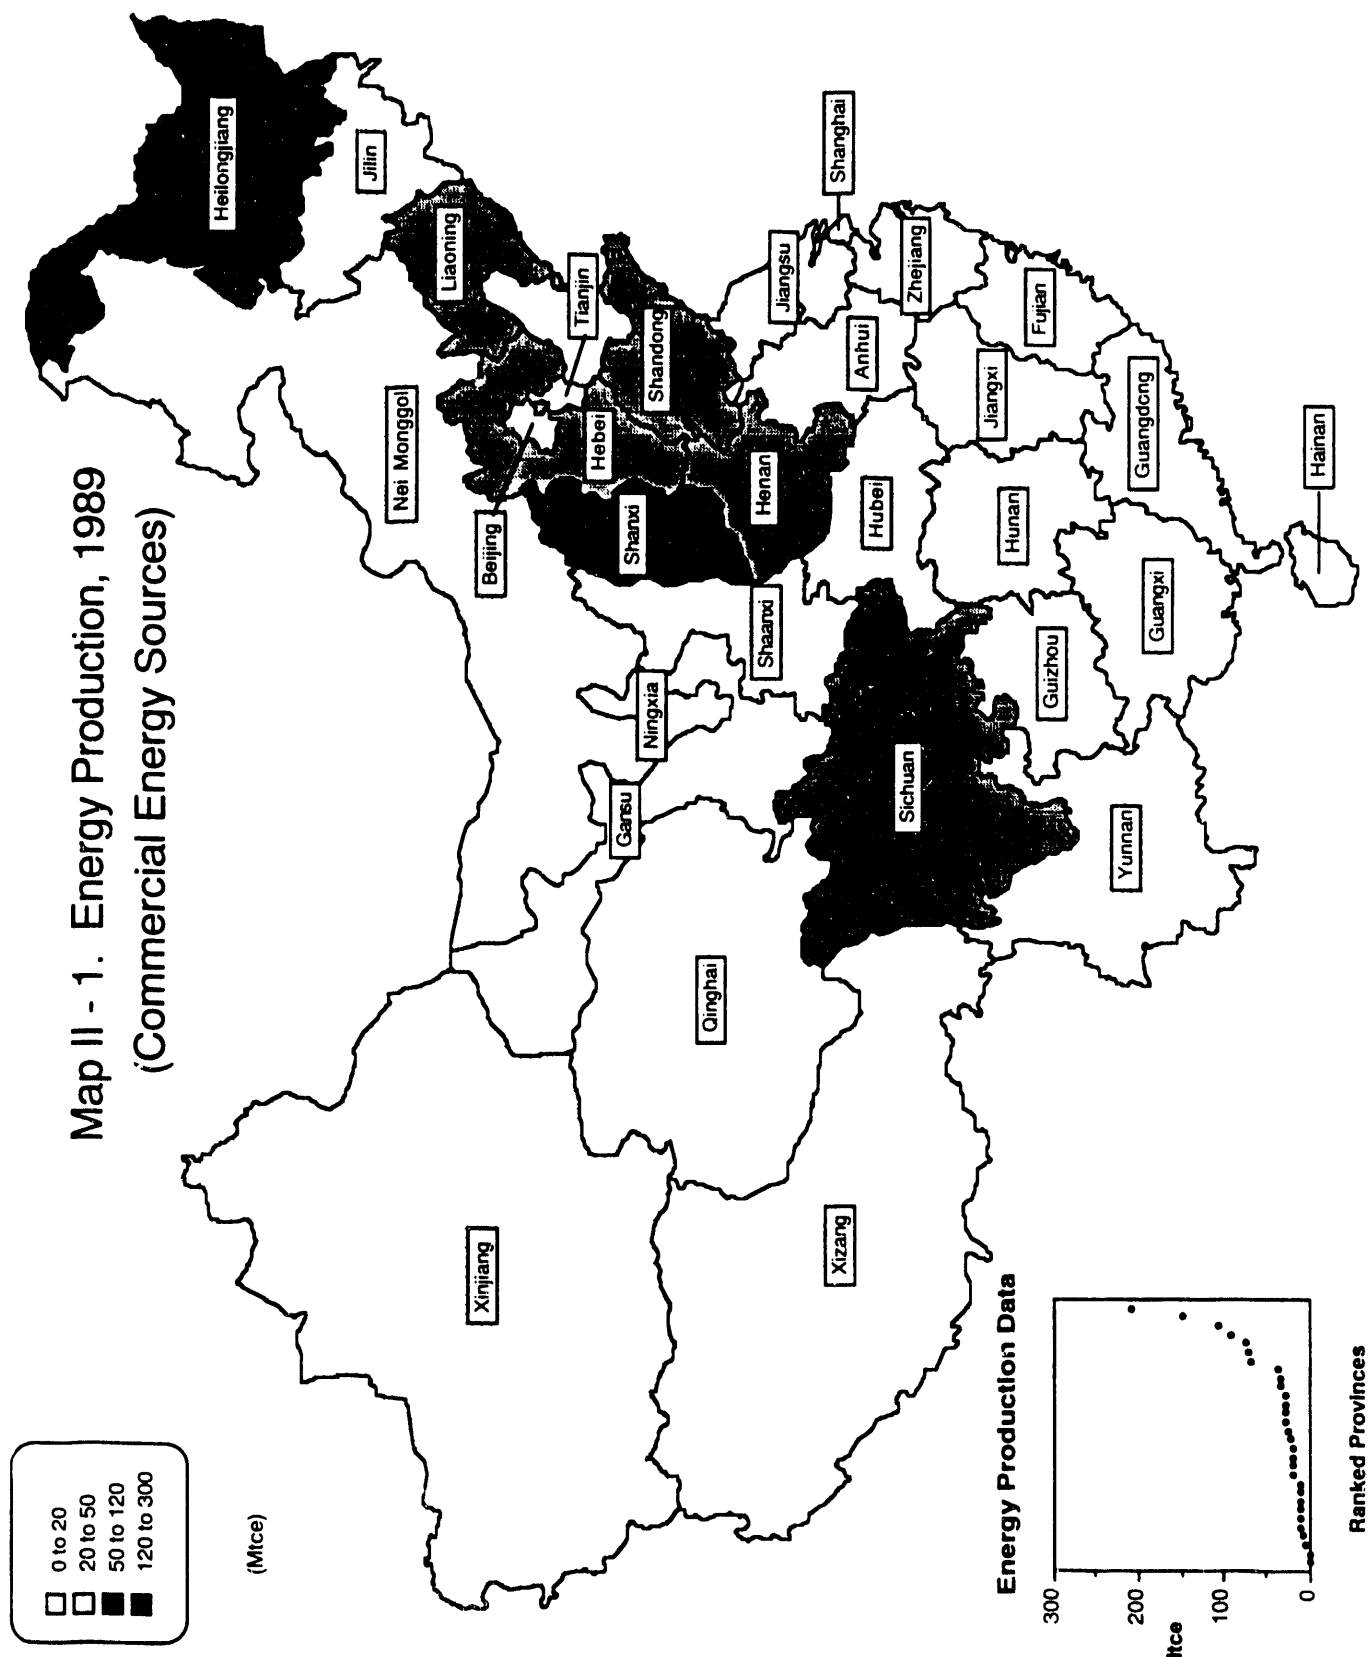 Map II - 1. Energy Production, 1989
(Commercial Energy Sources)
0 to 20
20 to 50
50 to 120
120 to 300
(Mtce)
Heilongjiang
Jilin
Liaoning
Nei Monggol
Beijing
Tianjin
Hebei
Shandong
Shanxi
Henan
Shaanxi
Ningxia
Gansu
Qinghai
Xinjiang
Xizang
Sichuan
Hubei
Anhui
Jiangsu
Shanghai
Zhejiang
Fujian
Jiangxi
Hunan
Guizhou
Yunnan
Guangxi
Guangdcng
Hainan
Energy Production Data
300
200
100
0
Ranked Provinces